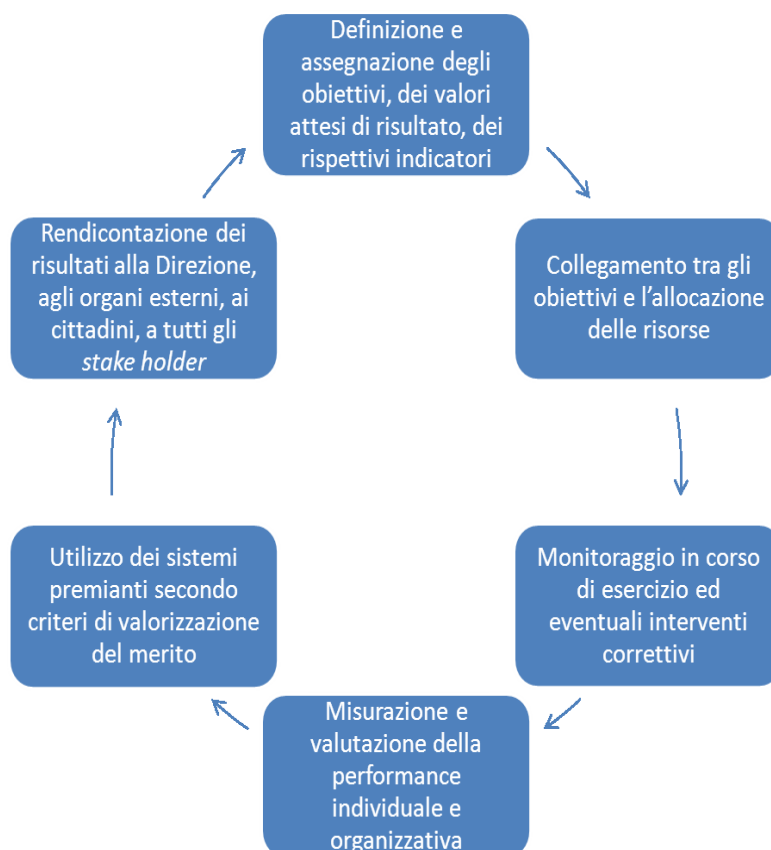 Definizione e
assegnazione degli
obiettivi, dei valori
attesi di risultato, dei
rispettivi indicatori
Collegamento tra gli
obiettivi e l’allocazione
delle risorse
Monitoraggio in corso
di esercizio ed
eventuali interventi
correttivi
Misurazione e
valutazione della
performance
individuale e
organizzativa
Utilizzo dei sistemi
premianti secondo
criteri di valorizzazione
del merito
Rendicontazione dei
risultati alla Direzione,
agli organi esterni, ai
cittadini, a tutti gli
stake holder